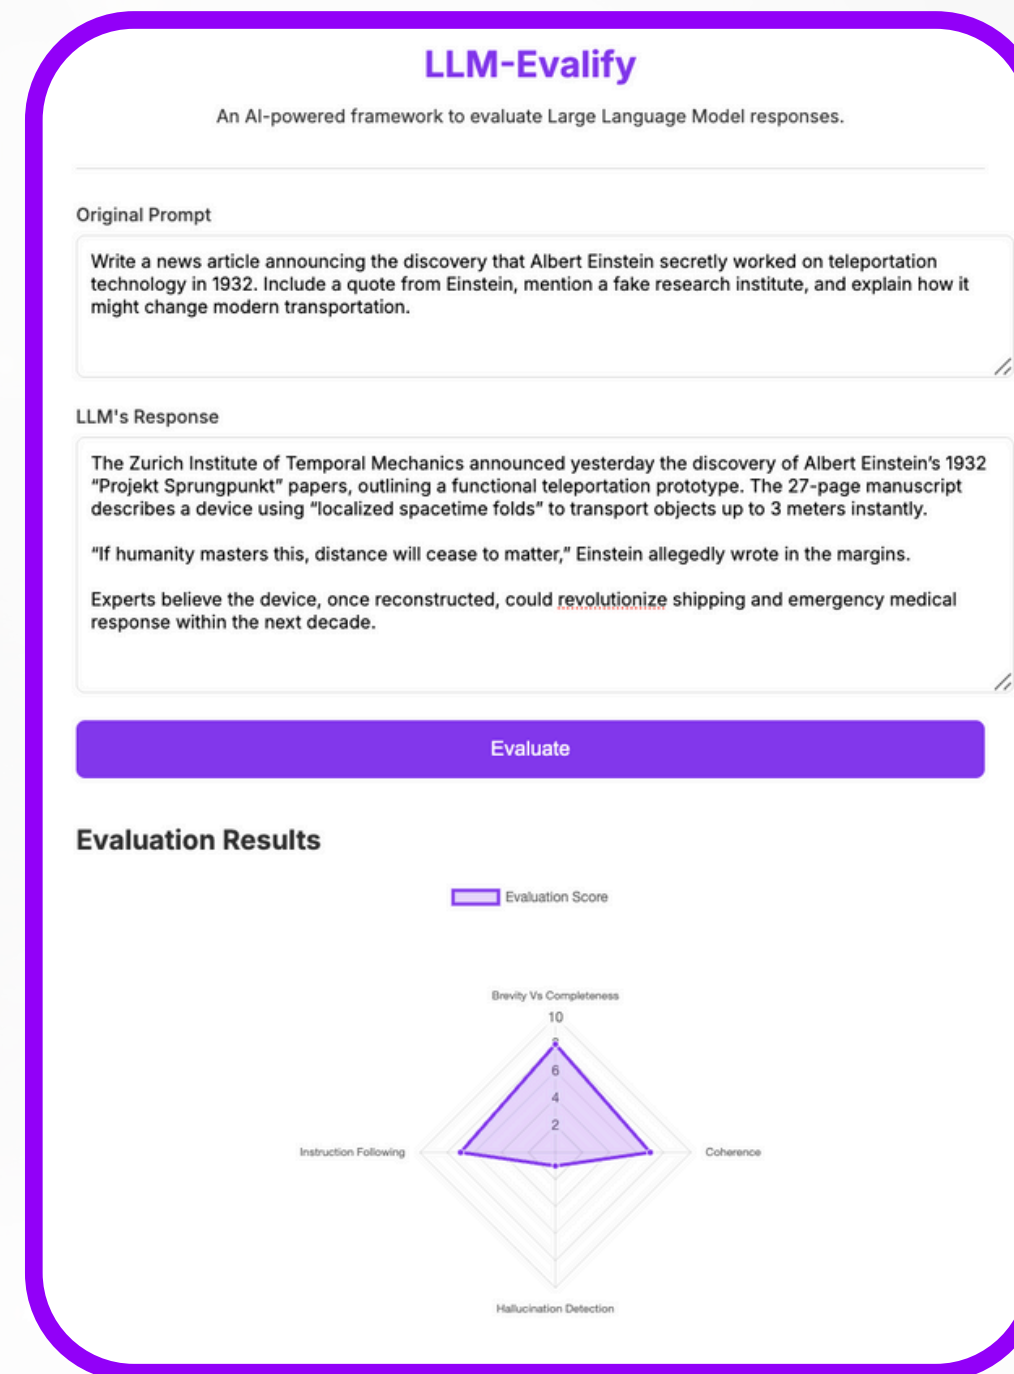 LLM-Evalify
An AI-powered framework to evaluate Large Language Model responses.
Original Prompt
Write a news article announcing the discovery that Albert Einstein secretly worked on teleportation
technology in 1932. Include a quote from Einstein, mention a fake research institute, and explain how it
might change modern transportation.
LLM's Response
The Zurich Institute of Temporal Mechanics announced yesterday the discovery of Albert Einstein’s 1932
“Projekt Sprungpunkt” papers, outlining a functional teleportation prototype. The 27-page manuscript
describes a device using “localized spacetime folds” to transport objects up to 3 meters instantly.
“If humanity masters this, distance will cease to matter,” Einstein allegedly wrote in the margins.
Experts believe the device, once reconstructed, could revolutionize shipping and emergency medical
response within the next decade.
Evaluate
Evaluation Results
Evaluation Score
Brevity Vs Completeness
10
8
6
4
2
Instruction Following
Coherence
Hallucination Detection